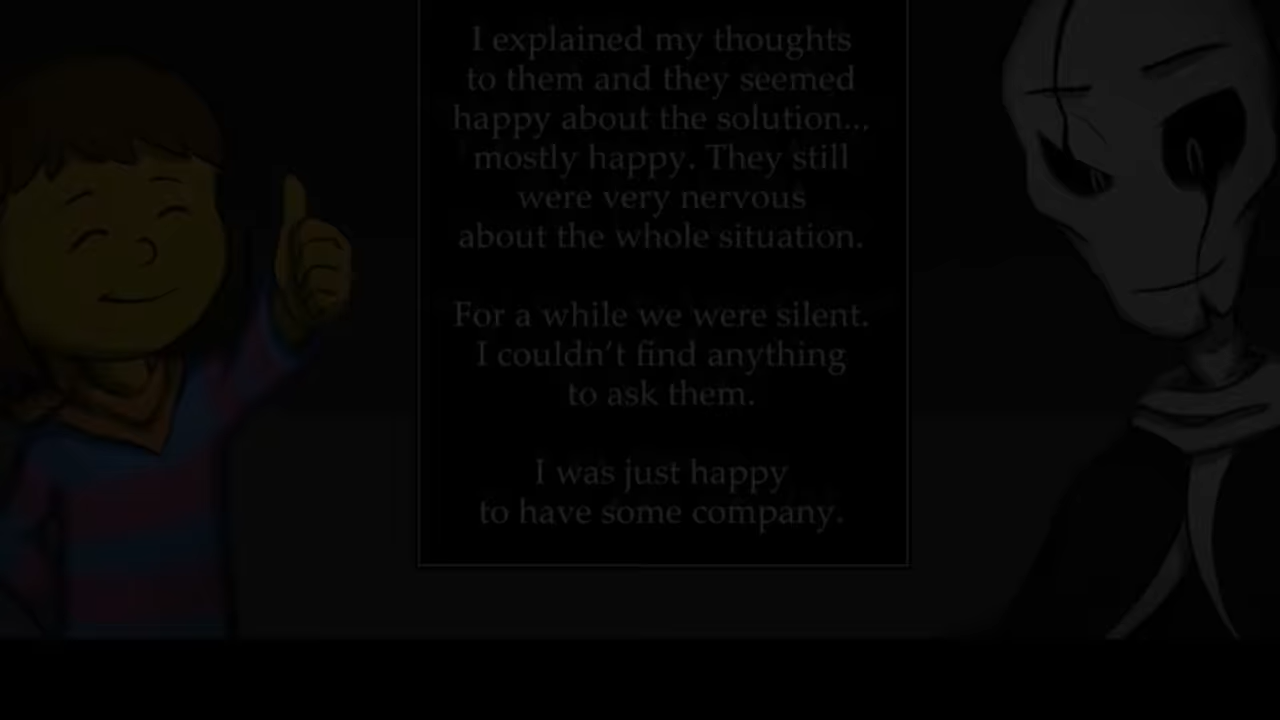 I explained my thoughts
to them and they seemed
happy about the solution...
mostly happy. They still
were very nervous
about the whole situation.
For a while we were silent.
I couldn't find anything
to ask them.
I was just happy
to have some company.